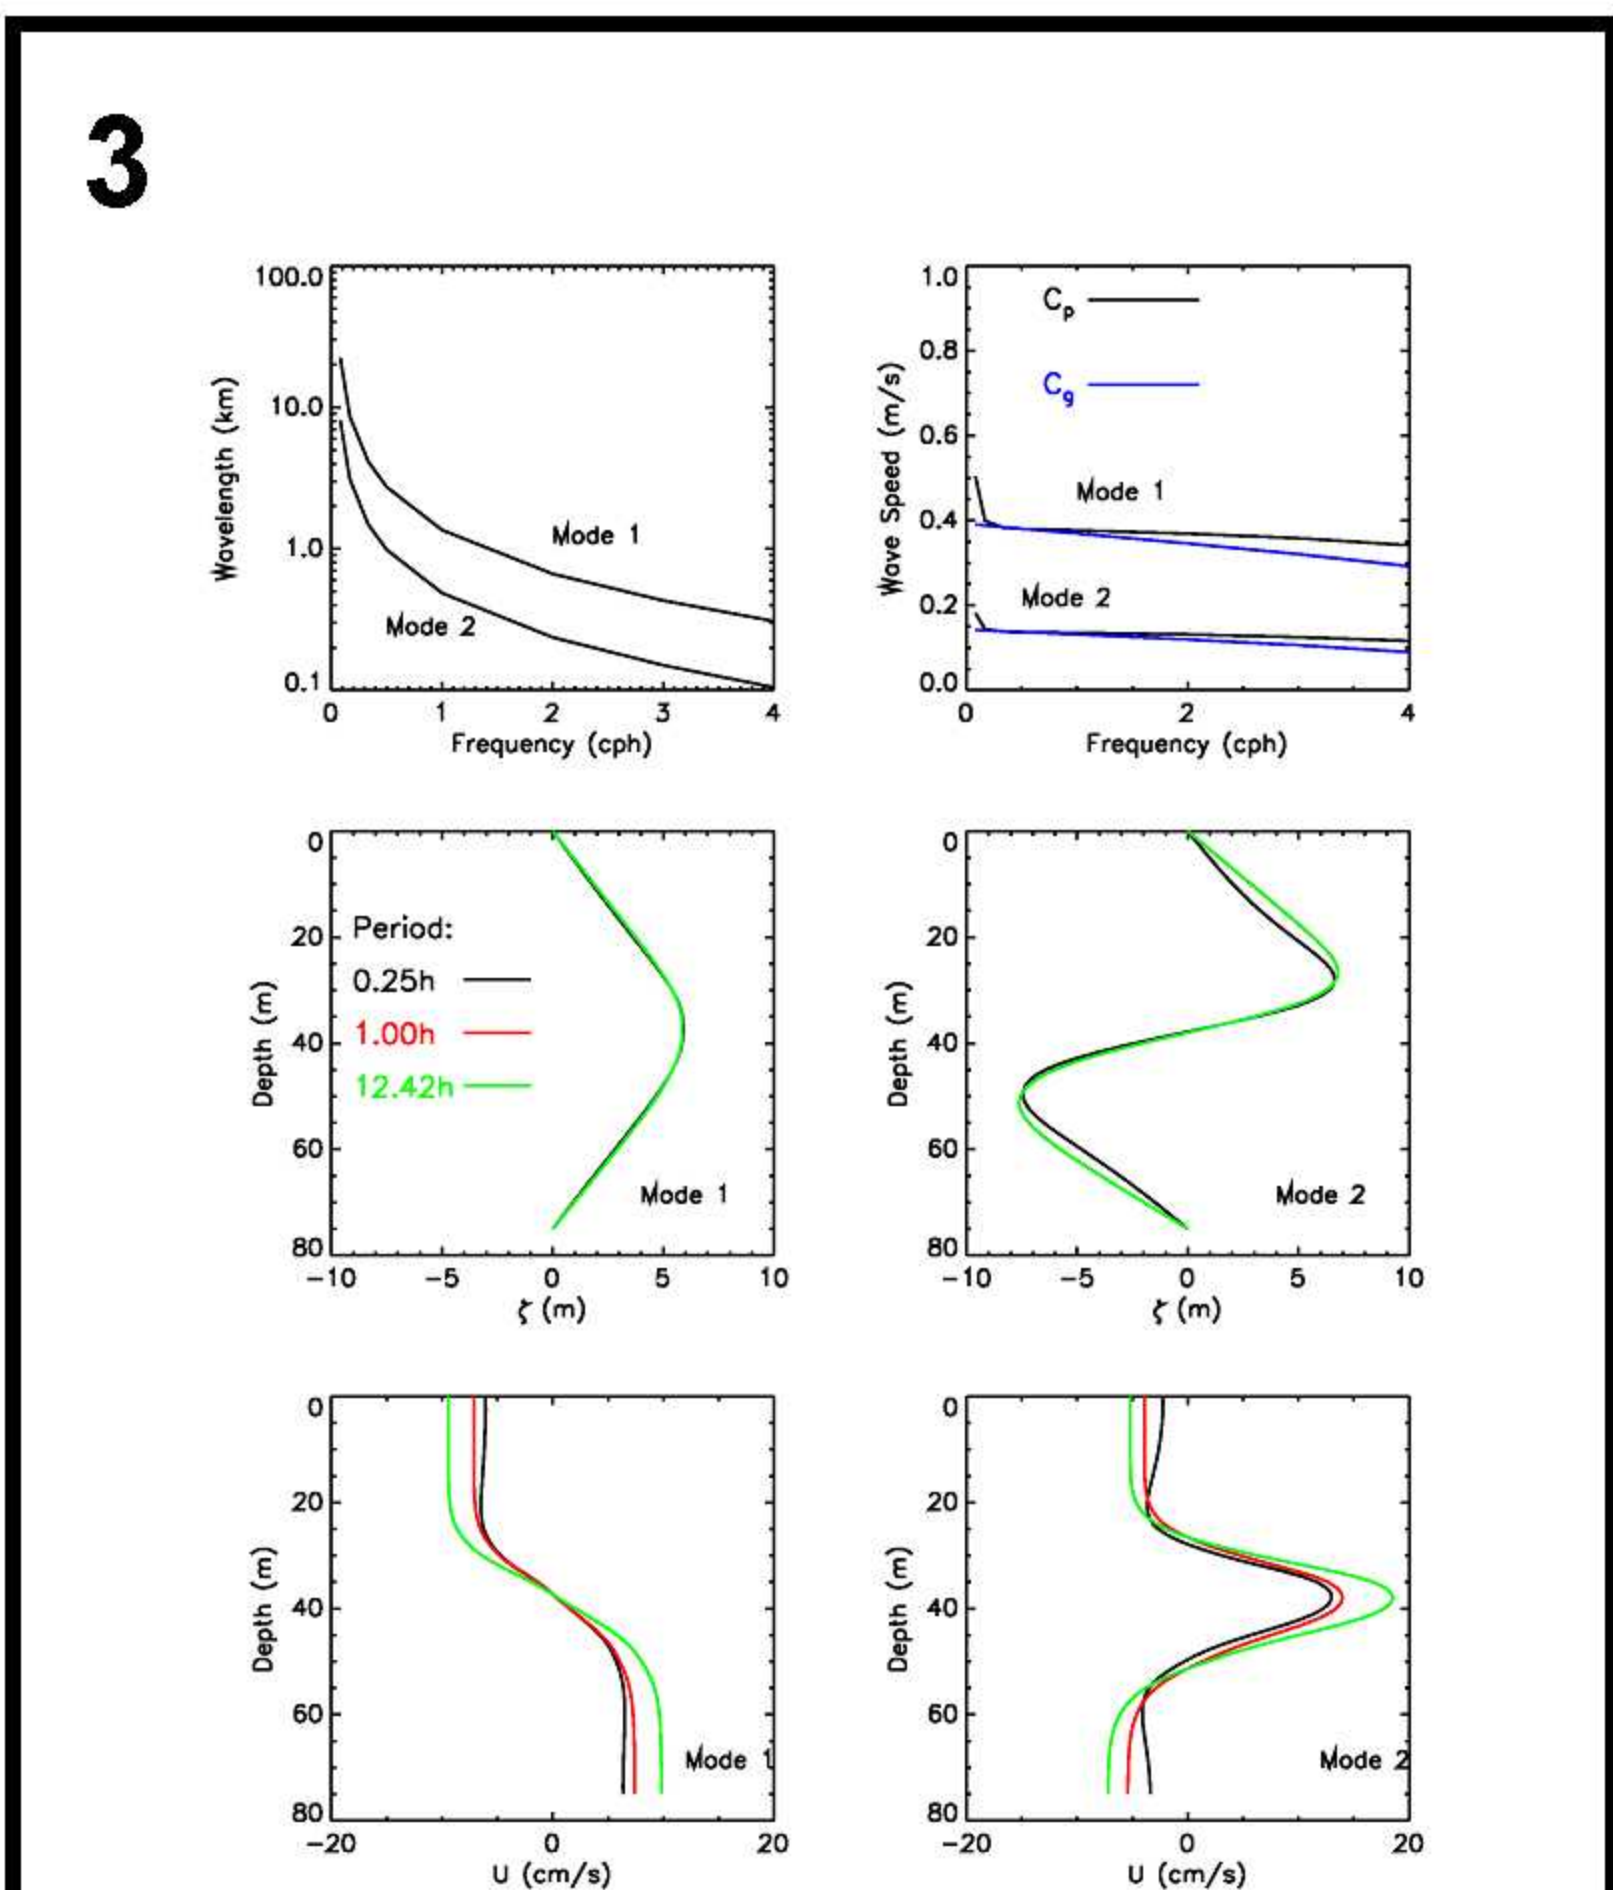 3
100.0
10.0
1.0
0.1
Wavelength (km)
Mode 1
Mode 2
0 1 2 3 4
Frequency (cph)
1.0
0.8
0.6
0.4
0.2
0.0
Wave Speed (m/s)
Cp
Cg
Mode 1
Mode 2
0 2 4
Frequency (cph)
0
20
40
60
80
Depth (m)
Period:
0.25h
1.00h
12.42h
Mode 1
-10 -5 0 5 10
ζ (m)
0
20
40
60
80
Depth (m)
Mode 2
-10 -5 0 5 10
ζ (m)
0
20
40
60
80
Depth (m)
Mode 1
-20 0 20
U (cm/s)
0
20
40
60
80
Depth (m)
Mode 2
-20 0 20
U (cm/s)